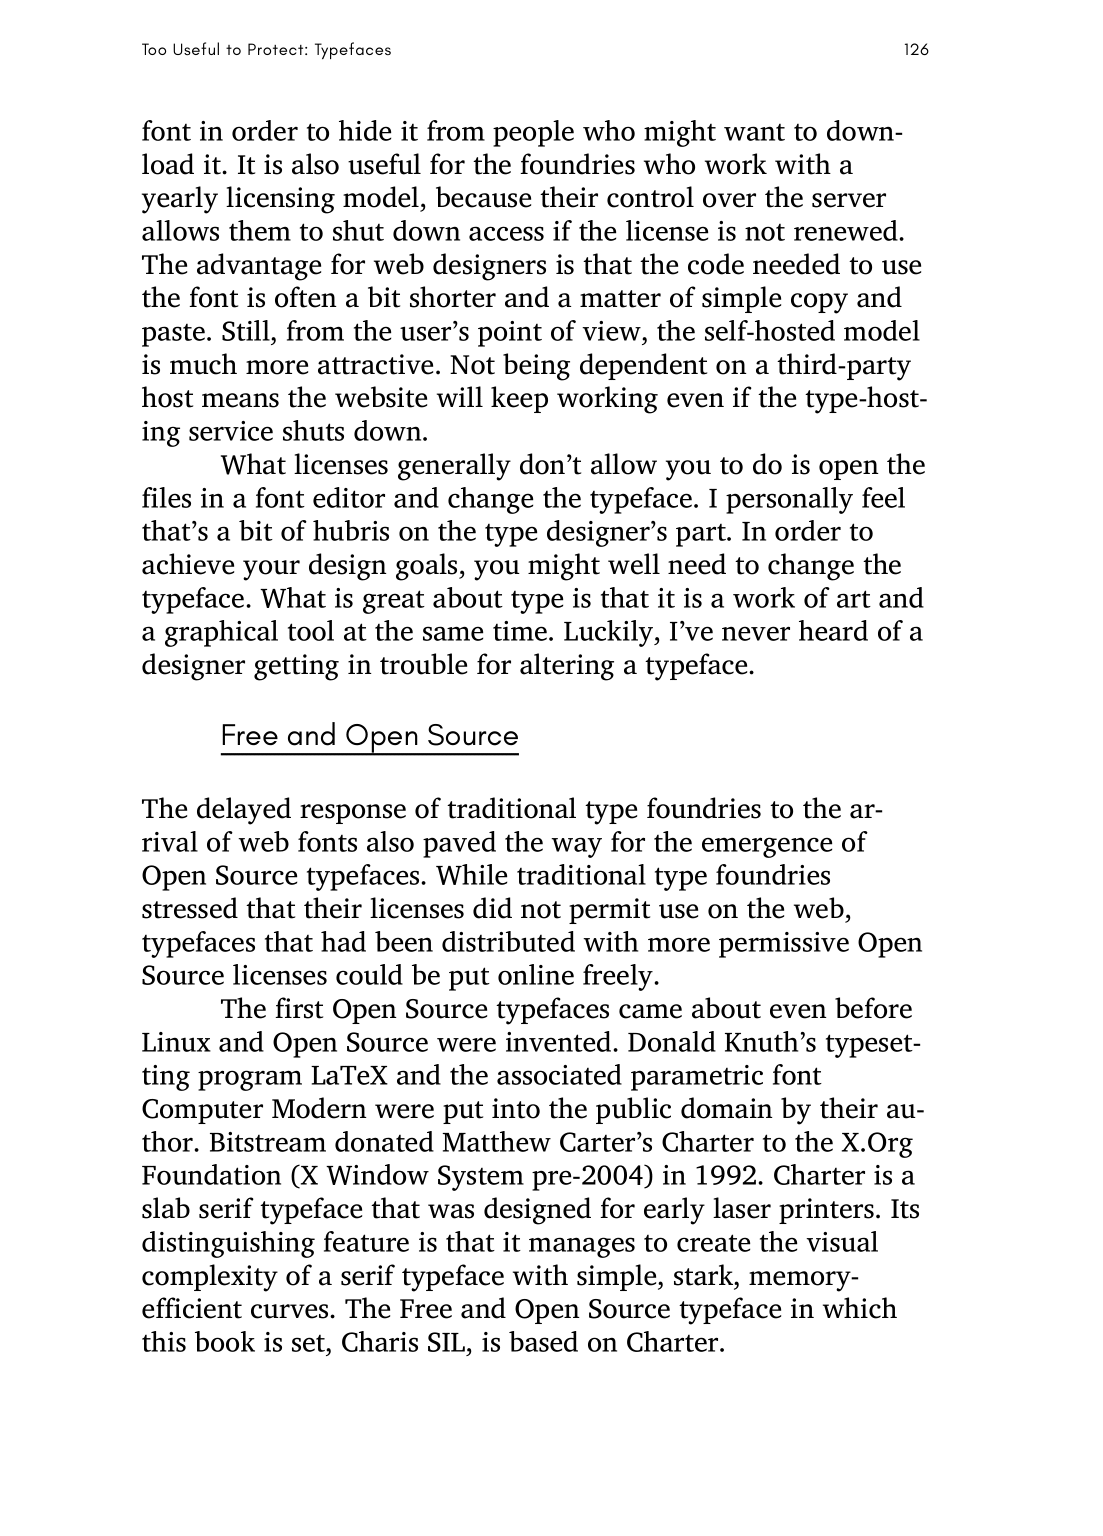 Too Useful to Protect: Typefaces 126
font in order to hide it from people who might want to down-
load it. It is also useful for the foundries who work with a
yearly licensing model, because their control over the server
allows them to shut down access if the license is not renewed.
The advantage for web designers is that the code needed to use
the font is often a bit shorter and a matter of simple copy and
paste. Still, from the user’s point of view, the self-hosted model
is much more attractive. Not being dependent on a third-party
host means the website will keep working even if the type-host-
ing service shuts down.
What licenses generally don’t allow you to do is open the
files in a font editor and change the typeface. I personally feel
that’s a bit of hubris on the type designer’s part. In order to
achieve your design goals, you might well need to change the
typeface. What is great about type is that it is a work of art and
a graphical tool at the same time. Luckily, I’ve never heard of a
designer getting in trouble for altering a typeface.
Free and Open Source
The delayed response of traditional type foundries to the ar-
rival of web fonts also paved the way for the emergence of
Open Source typefaces. While traditional type foundries
stressed that their licenses did not permit use on the web,
typefaces that had been distributed with more permissive Open
Source licenses could be put online freely.
The first Open Source typefaces came about even before
Linux and Open Source were invented. Donald Knuth’s typeset-
ting program LaTeX and the associated parametric font
Computer Modern were put into the public domain by their au-
thor. Bitstream donated Matthew Carter’s Charter to the X.Org
Foundation (X Window System pre-2004) in 1992. Charter is a
slab serif typeface that was designed for early laser printers. Its
distinguishing feature is that it manages to create the visual
complexity of a serif typeface with simple, stark, memory-
efficient curves. The Free and Open Source typeface in which
this book is set, Charis SIL, is based on Charter.